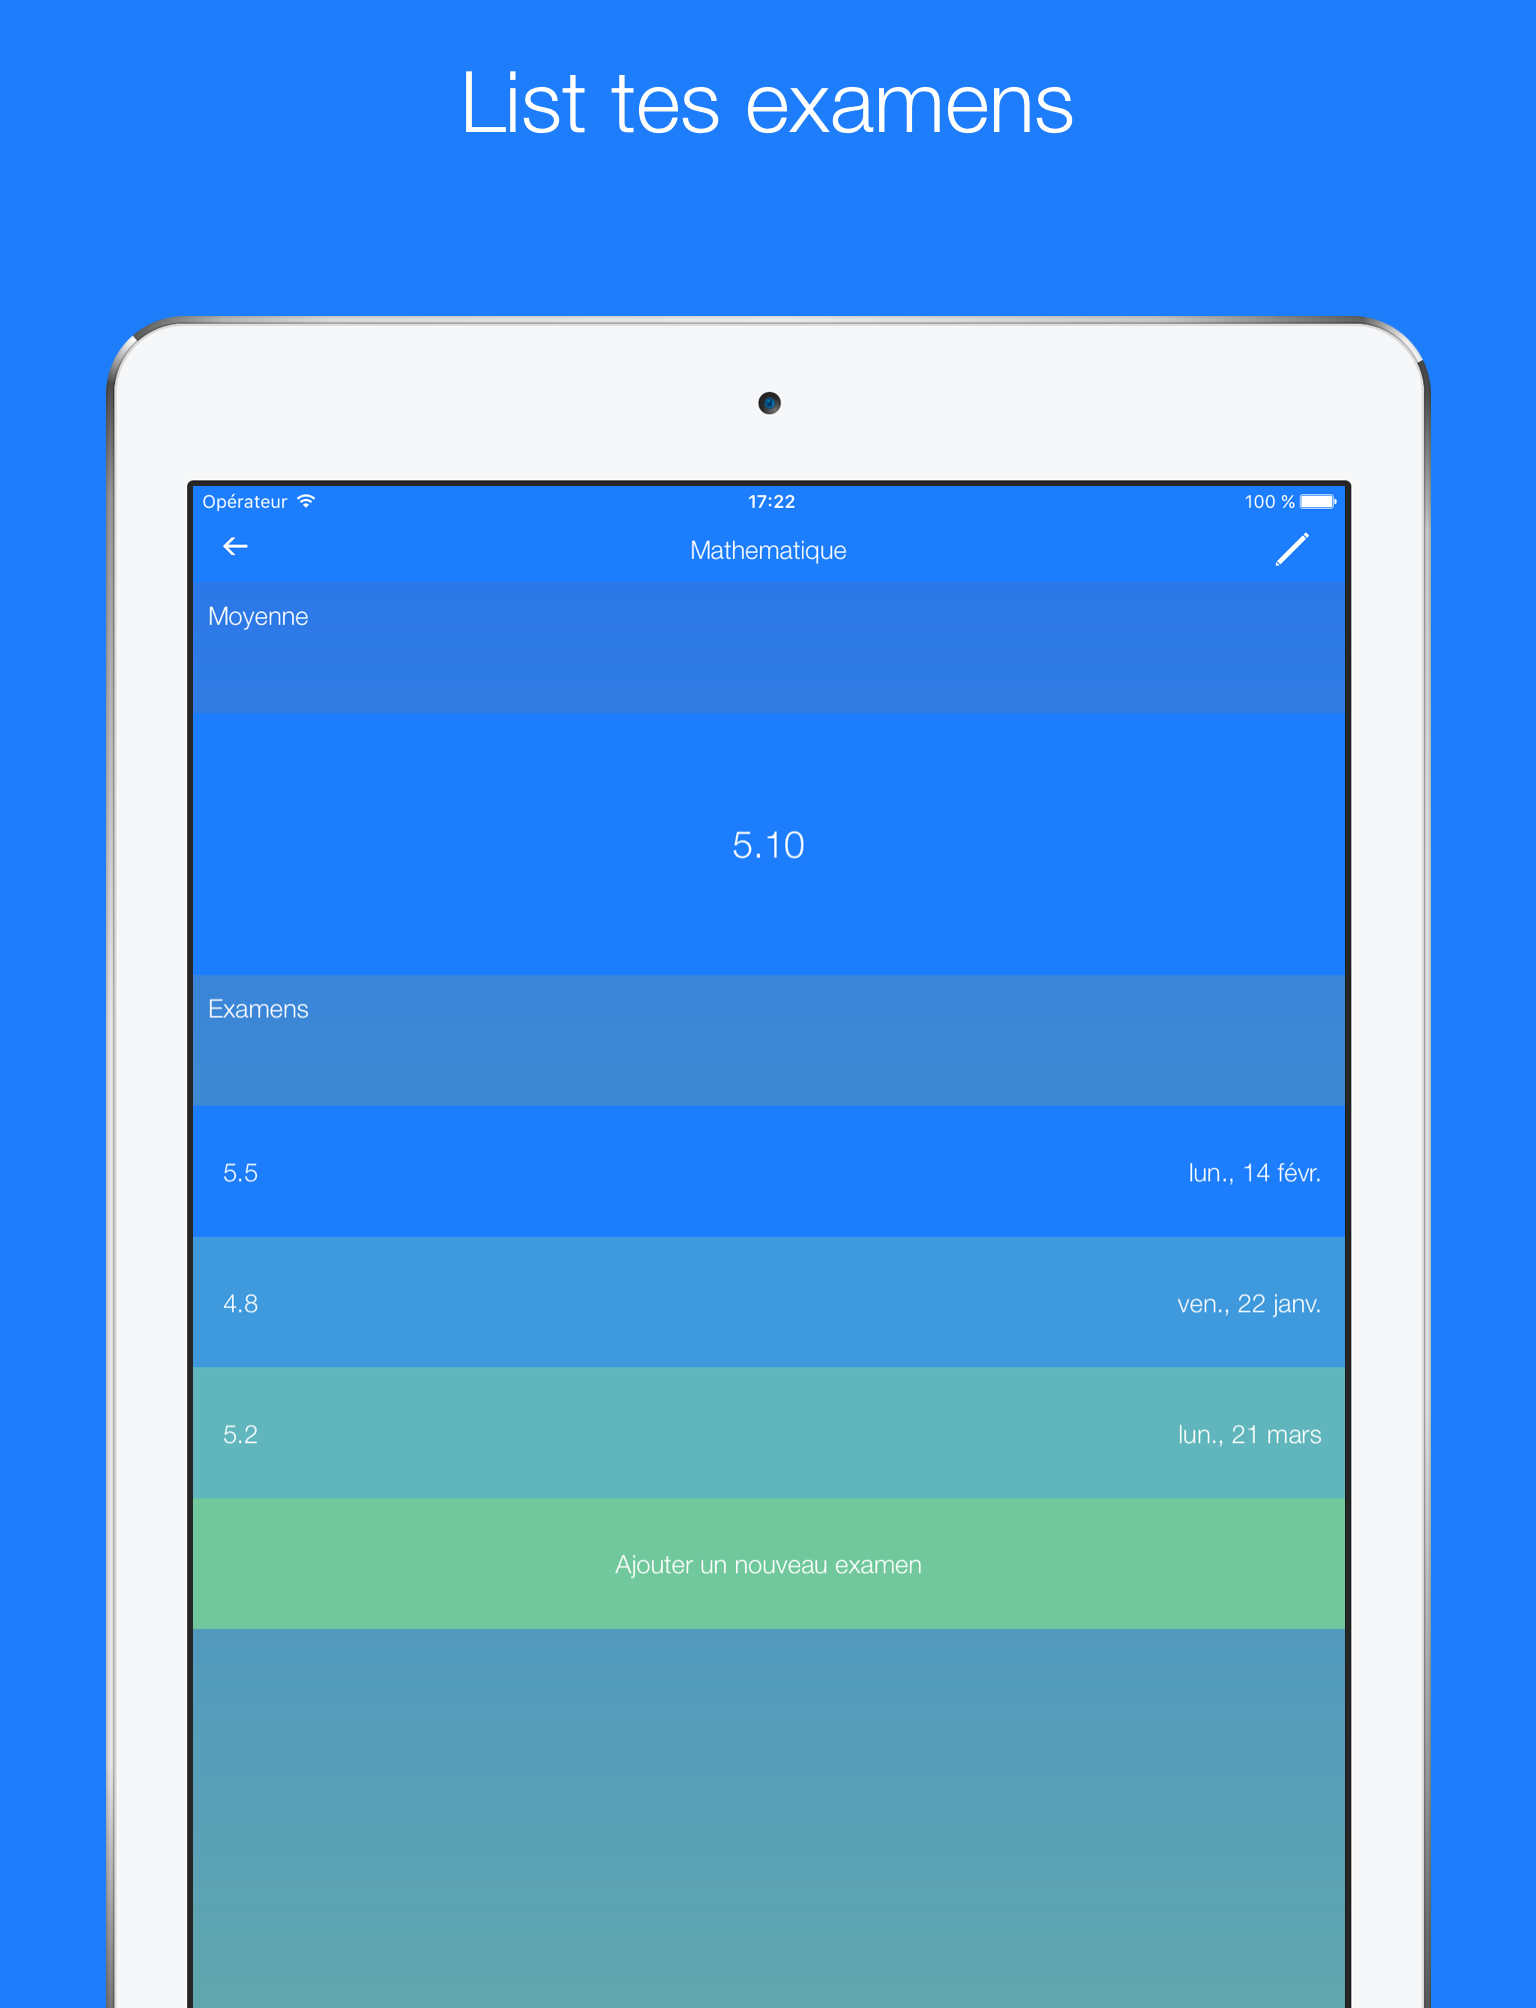 List tes examens
Opérateur 17:22 100 %
Mathematique
Moyenne
5.10
Examens
5.5 lun., 14 févr.
4.8 ven., 22 janv.
5.2 lun., 21 mars
Ajouter un nouveau examen